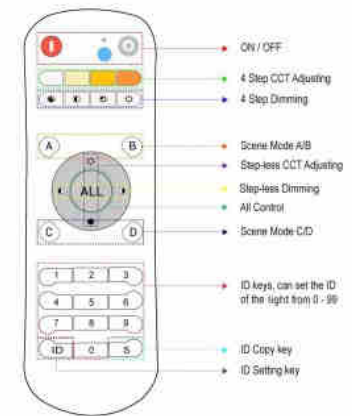 ON / OFF
4 Step CCT Adjusting
4 Step Dimming
A
B
Scene Mode A/B
Step-less CCT Adjusting
Step-less Dimming
ALL
All Control
C
D
Scene Mode C/D
1 2 3
4 5 6
7 8 9
ID 0 S
ID keys, can set the ID
of the light from 0 - 99
ID Copy key
ID Setting key